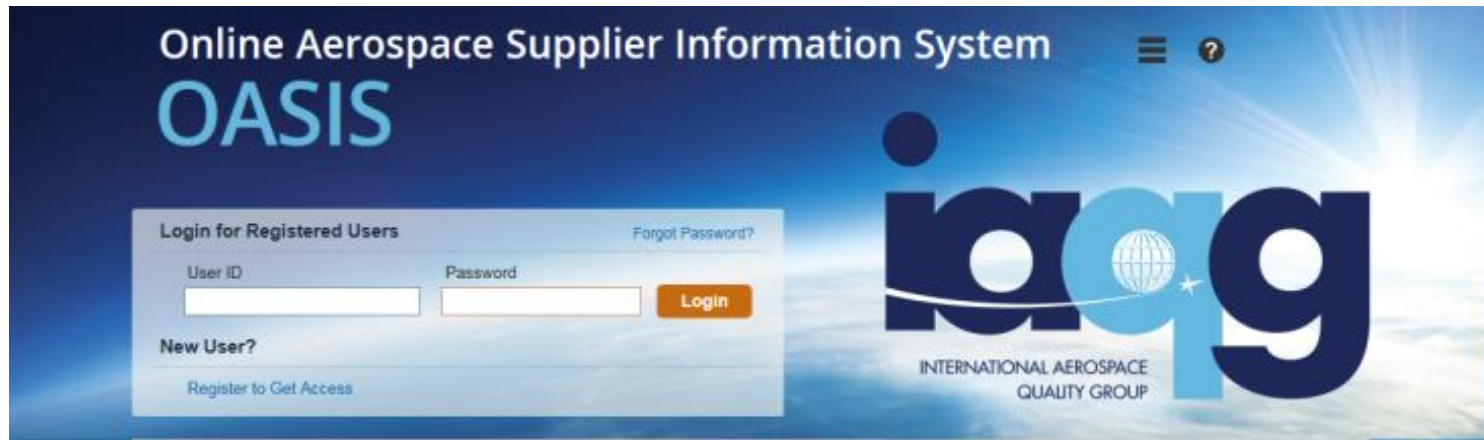 Online Aerospace Supplier Information System
?
OASIS
Login for Registered Users
Forgot Password?
User ID
Password
Login
New User?
Register to Get Access
iaqg
INTERNATIONAL AEROSPACE
QUALITY GROUP